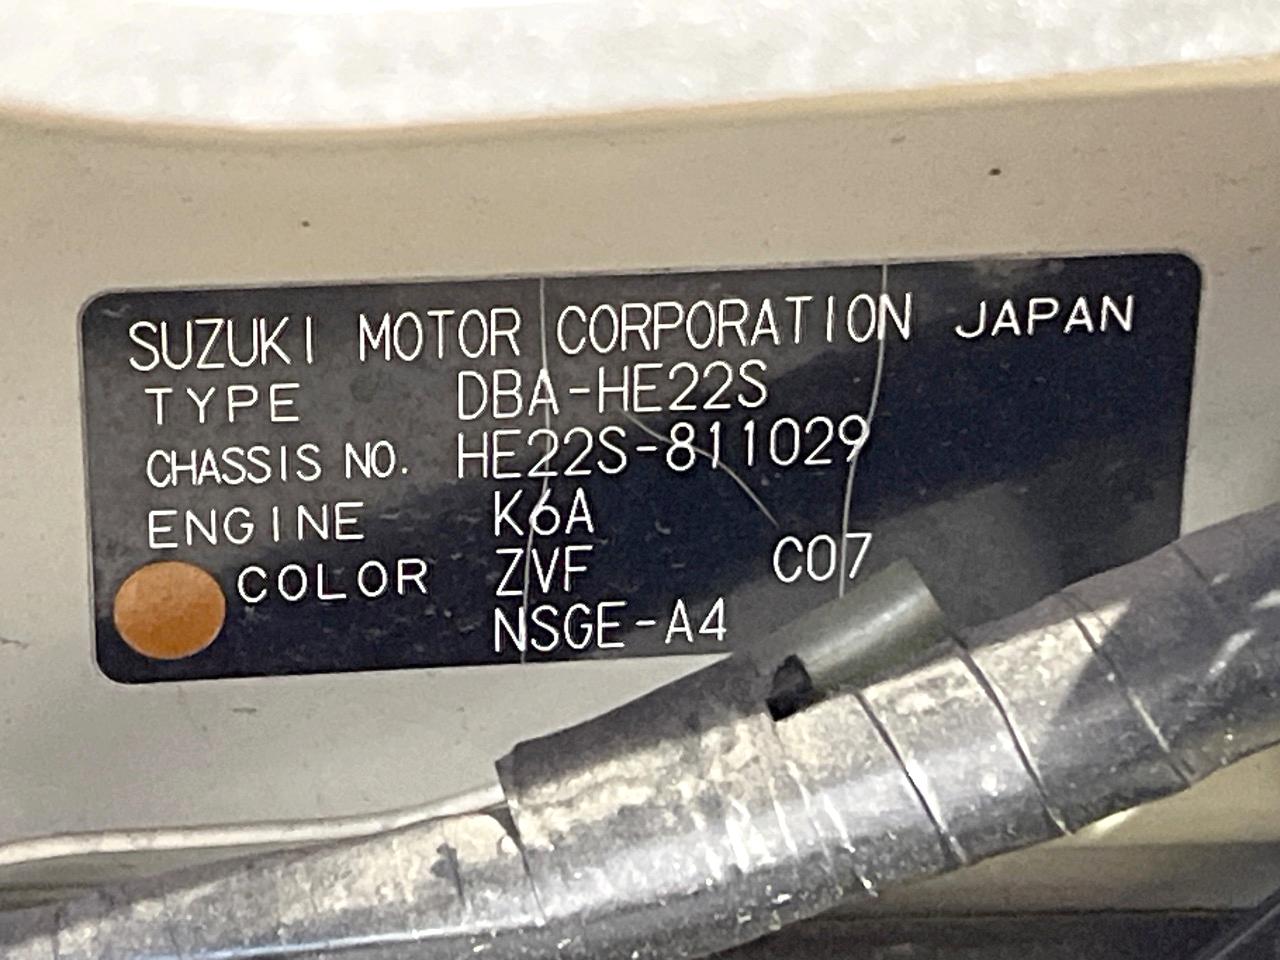 SUZUKI MOTOR CORPORATION JAPAN
TYPE DBA-HE22S
CHASSIS NO. HE22S-811029
ENGINE K6A
COLOR ZVF C07
NSGE-A4